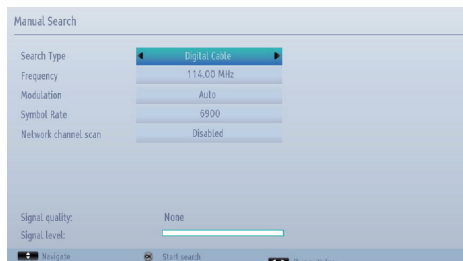 Manual Search
Search Type Digital Cable
Frequency 114.00 MHz
Modulation Auto
Symbol Rate 6900
Network channel scan Disabled
Signal quality: None
Signal level:
Navigate OK Start search